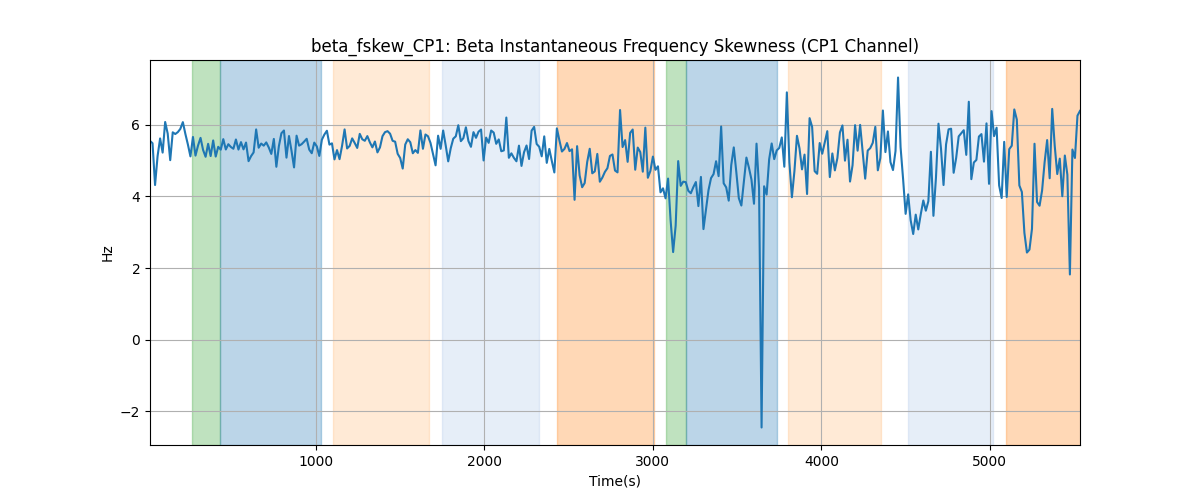 beta_fskew_CP1: Beta Instantaneous Frequency Skewness (CP1 Channel)
Hz
6
4
2
0
−2
1000 2000 3000 4000 5000
Time(s)